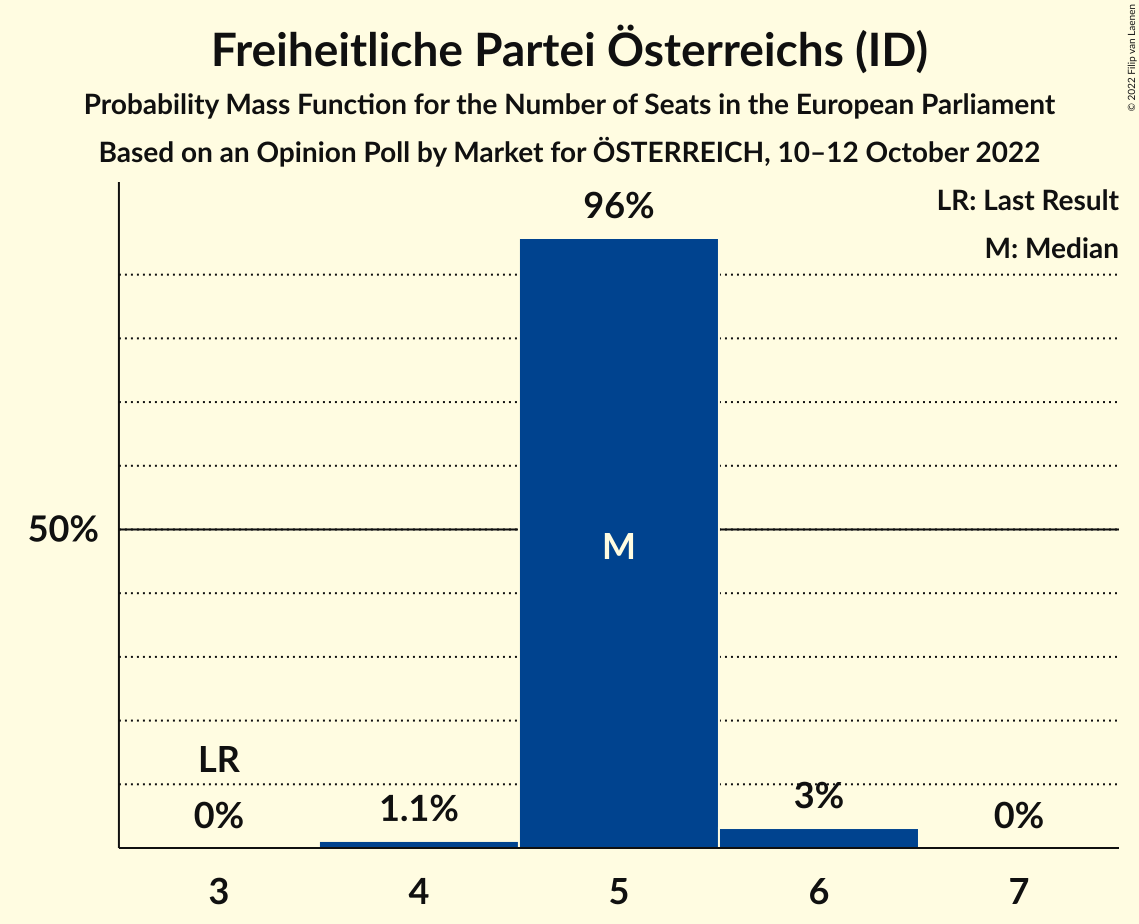 Freiheitliche Partei Österreichs (ID)
Probability Mass Function for the Number of Seats in the European Parliament
Based on an Opinion Poll by Market for ÖSTERREICH, 10–12 October 2022
© 2022 Filip van Laenen
LR: Last Result
M: Median
96%
50%
M
LR
0%
1.1%
3%
0%
3
4
5
6
7